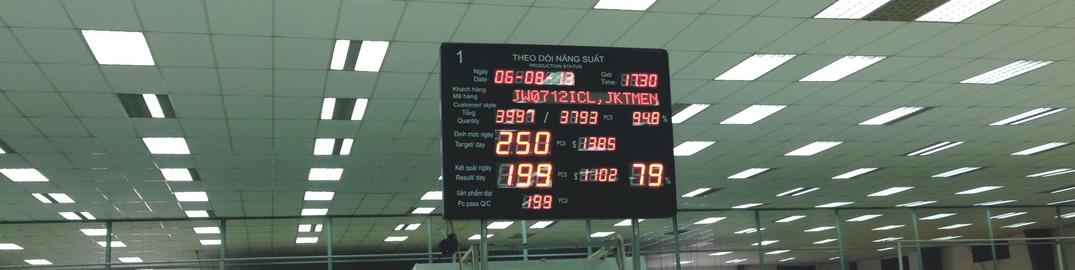 1 THEO DÕI NĂNG SUẤT
PRODUCTION STATUS
Ngày Giờ
Date: 06-08-13 Time: 17:30
Khách hàng
Mã hàng JW0712ICL,JKTMEN
Customer/ style
Tổng
Quantity 3997 / 3793 PCS 94.8 %
Định mức ngày
Target/ day 250 PCS $ 1385
Kết quả/ ngày
Result/ day 199 PCS $ 1102 79 %
Sản phẩm đạt
Pc pass Q/C 199 PCS